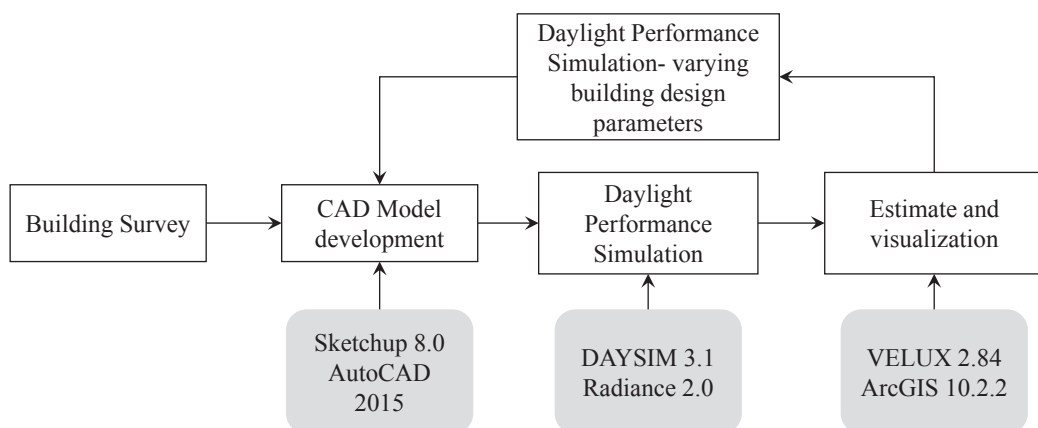 Daylight Performance
Simulation- varying
building design
parameters
Building Survey
CAD Model
development
Daylight
Performance
Simulation
Estimate and
visualization
Sketchup 8.0
AutoCAD
2015
DAYSIM 3.1
Radiance 2.0
VELUX 2.84
ArcGIS 10.2.2